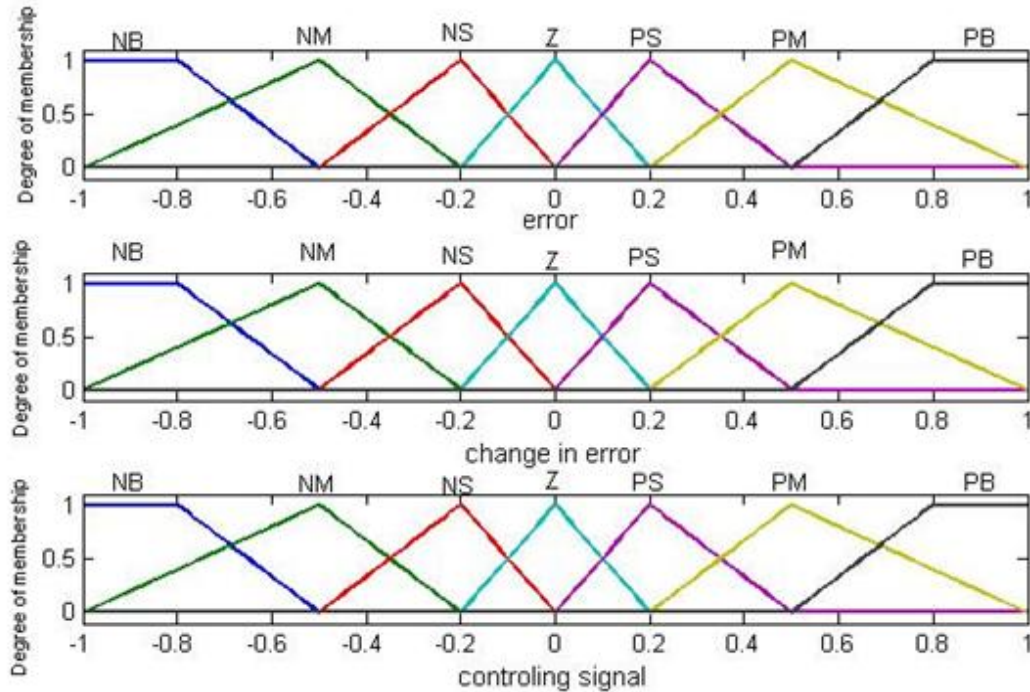 NB NM NS Z PS PM PB
Degree of membership
1
0.5
0
-1 -0.8 -0.6 -0.4 -0.2 0 0.2 0.4 0.6 0.8 1
error
NB NM NS Z PS PM PB
Degree of membership
1
0.5
0
-1 -0.8 -0.6 -0.4 -0.2 0 0.2 0.4 0.6 0.8 1
change in error
NB NM NS Z PS PM PB
Degree of membership
1
0.5
0
-1 -0.8 -0.6 -0.4 -0.2 0 0.2 0.4 0.6 0.8 1
controling signal